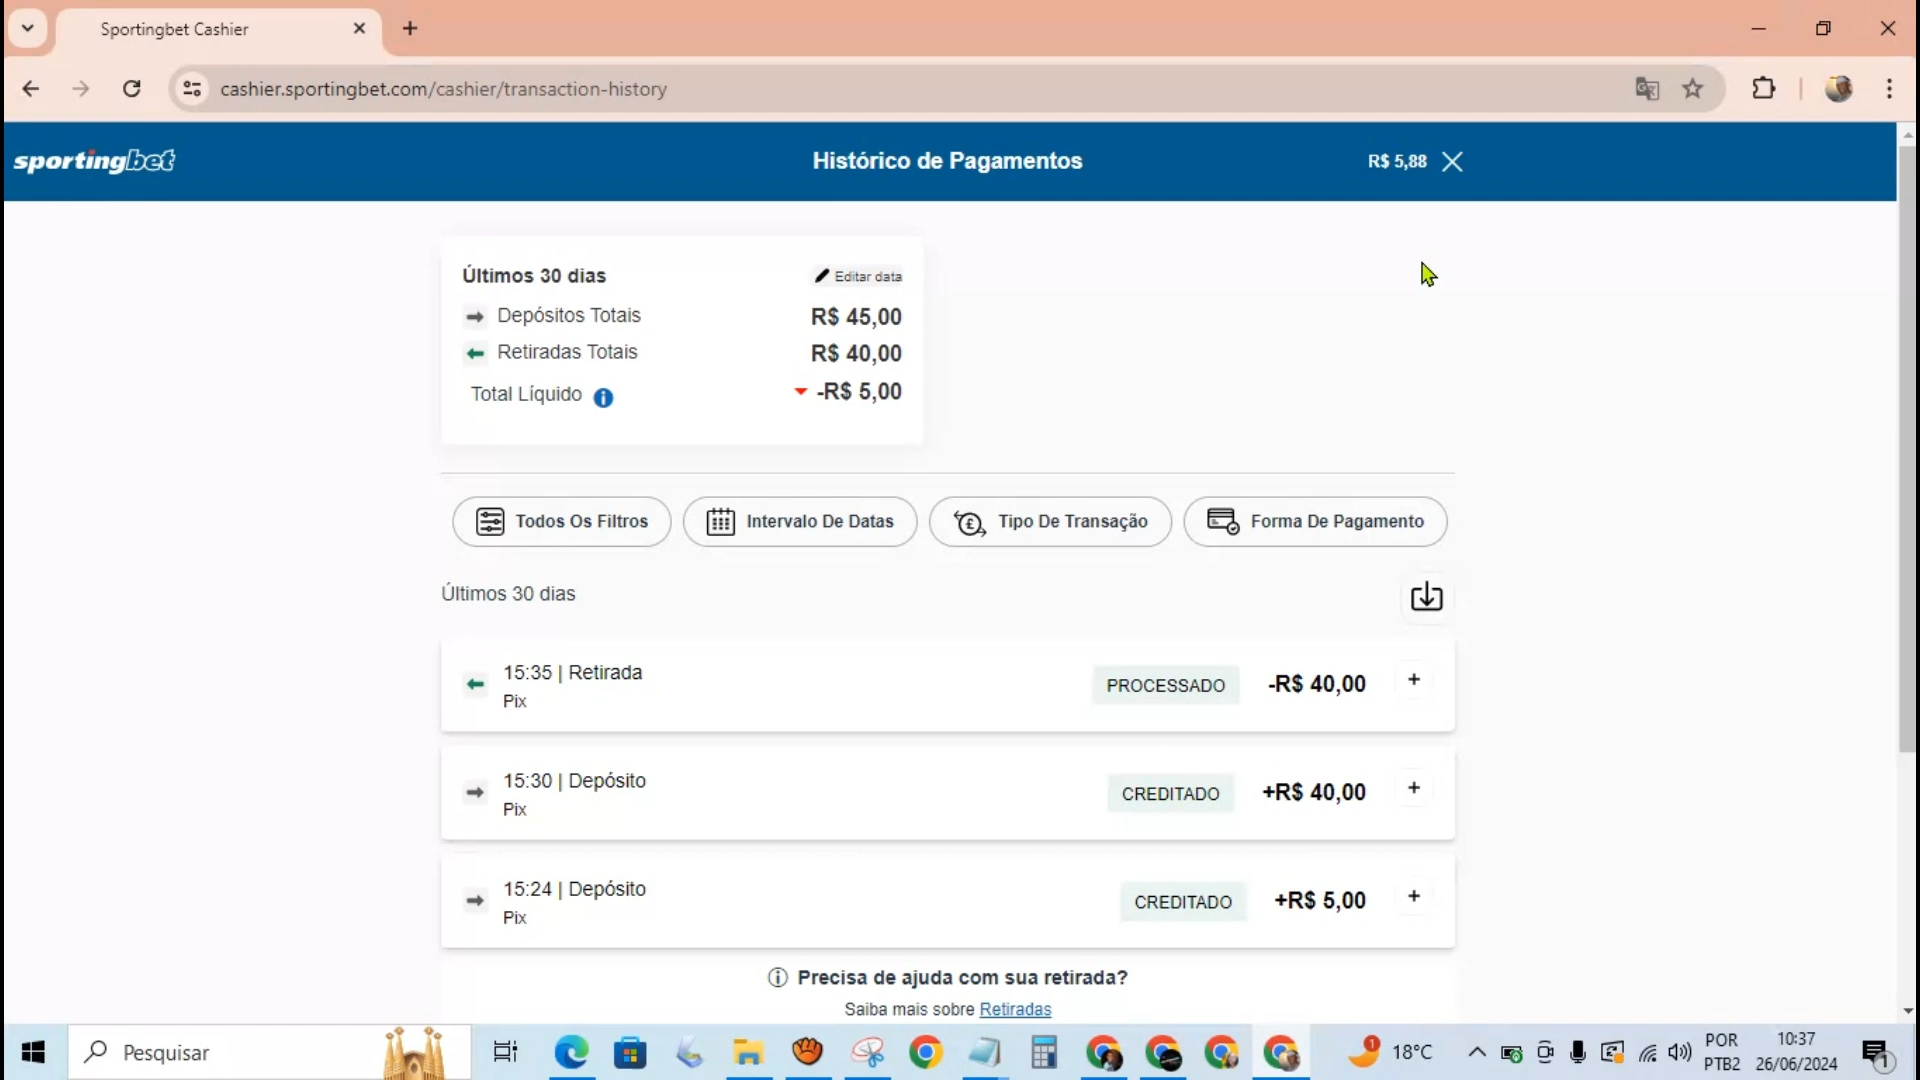 Sportingbet Cashier
cashier.sportingbet.com/cashier/transaction-history
sportingbet
Histórico de Pagamentos
R$ 5,88
Últimos 30 dias
Editar data
Depósitos Totais
R$ 45,00
Retiradas Totais
R$ 40,00
Total Líquido
-R$ 5,00
Todos Os Filtros
Intervalo De Datas
Tipo De Transação
Forma De Pagamento
Últimos 30 dias
15:35 | Retirada
Pix
PROCESSADO
-R$ 40,00
+
15:30 | Depósito
Pix
CREDITADO
+R$ 40,00
+
15:24 | Depósito
Pix
CREDITADO
+R$ 5,00
+
Precisa de ajuda com sua retirada?
Saiba mais sobre Retiradas
Pesquisar
1
18°C
POR
PTB2
10:37
26/06/2024
1